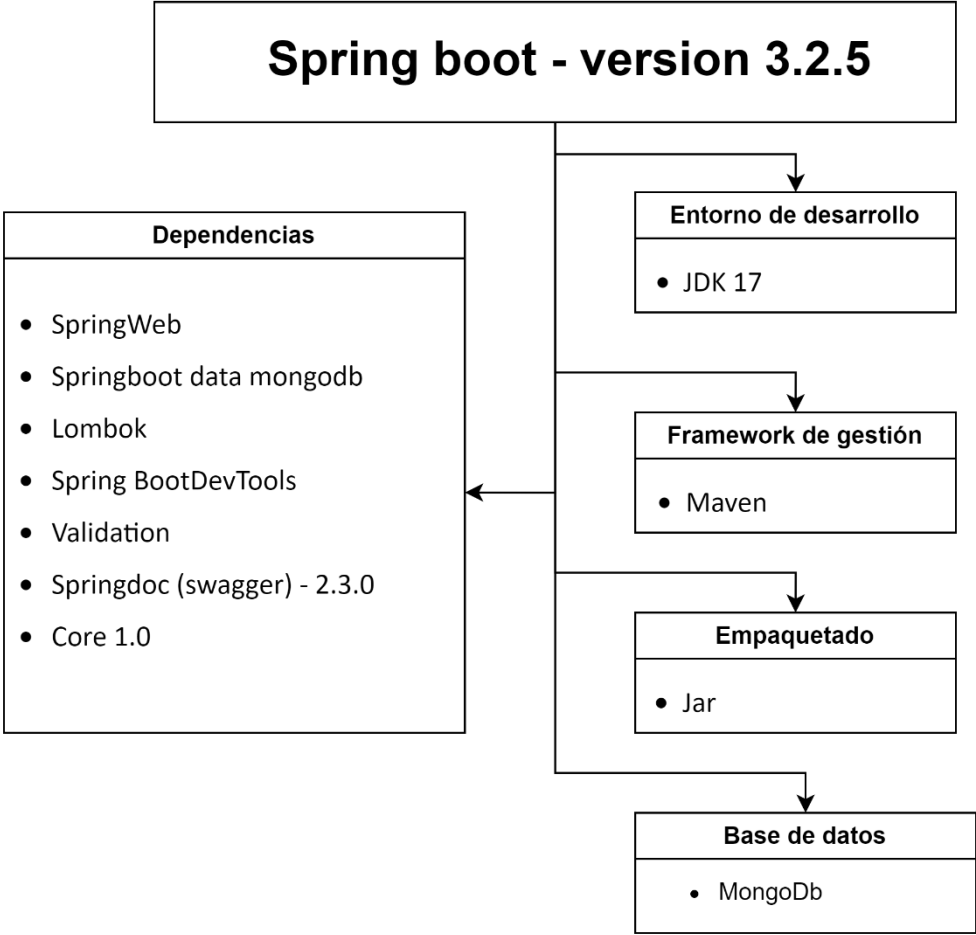 Spring boot - version 3.2.5
Dependencias
• SpringWeb
• Springboot data mongodb
• Lombok
• Spring BootDevTools
• Validation
• Springdoc (swagger) - 2.3.0
• Core 1.0
Entorno de desarrollo
• JDK 17
Framework de gestión
• Maven
Empaquetado
• Jar
Base de datos
• MongoDb